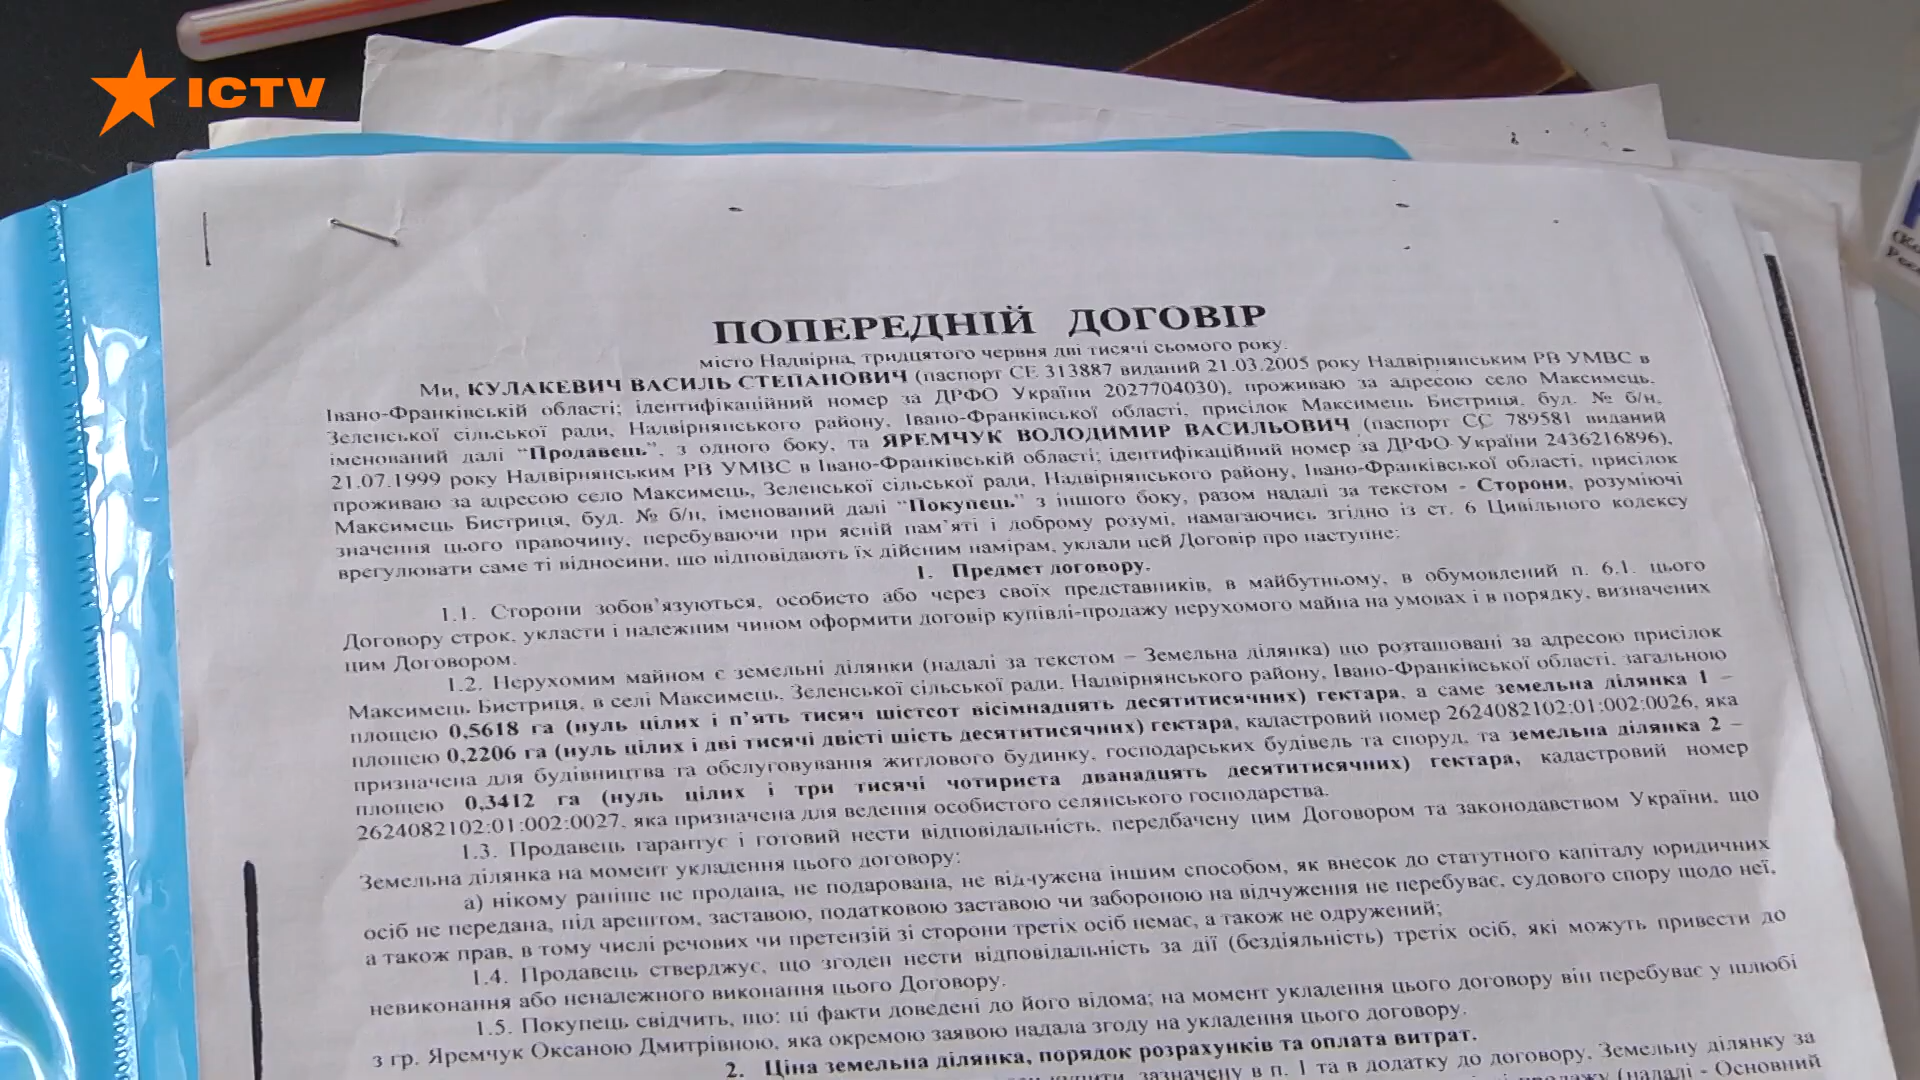 ICTV
ПОПЕРЕДНІЙ ДОГОВІР
місто Надвірна, тридцятого червня дві тисячі сьомого року.
Ми, КУЛАКЕВИЧ ВАСИЛЬ СТЕПАНОВИЧ (паспорт СЕ 313887 виданий 21.03.2005 року Надвірнянським РВ УМВС в
Івано-Франківській області; ідентифікаційний номер за ДРФО України 2027704030), проживаю за адресою село Максимець,
Зеленської сільської ради, Надвірнянського району, Івано-Франківської області, присілок Максимець Бистриця, буд. № б/н,
іменований далі “Продавець”, з одного боку, та ЯРЕМЧУК ВОЛОДИМИР ВАСИЛЬОВИЧ (паспорт СС 789581 виданий
21.07.1999 року Надвірнянським РВ УМВС в Івано-Франківській області; ідентифікаційний номер за ДРФО України 2436216896),
проживаю за адресою село Максимець, Зеленської сільської ради, Надвірнянського району, Івано-Франківської області, присілок
Максимець Бистриця, буд. № б/н, іменований далі “Покупець” з іншого боку, разом надалі за текстом - Сторони, розуміючі
значення цього правочину, перебуваючи при ясній пам’яті і доброму розумі, намагаючись згідно із ст. 6 Цивільного кодексу
врегулювати саме ті відносини, що відповідають їх дійсним намірам, уклали цей Договір про наступне:
1. Предмет договору.
1.1. Сторони зобов’язуються, особисто або через своїх представників, в майбутньому, в обумовлений п. 6.1. цього
Договору строк, укласти і належним чином оформити договір купівлі-продажу нерухомого майна на умовах і в порядку, визначених
цим Договором.
1.2. Нерухомим майном є земельні ділянки (надалі за текстом – Земельна ділянка) що розташовані за адресою присілок
Максимець Бистриця, в селі Максимець, Зеленської сільської ради, Надвірнянського району, Івано-Франківської області, загальною
площею 0,5618 га (нуль цілих і п’ять тисяч шістсот вісімнадцять десятитисячних) гектара, а саме земельна ділянка 1 –
площею 0,2206 га (нуль цілих і дві тисячі двісті шість десятитисячних) гектара, кадастровий номер 2624082102:01:002:0026, яка
призначена для будівництва та обслуговування житлового будинку, господарських будівель та споруд, та земельна ділянка 2 –
площею 0,3412 га (нуль цілих і три тисячі чотириста дванадцять десятитисячних) гектара, кадастровий номер
2624082102:01:002:0027, яка призначена для ведення особистого селянського господарства.
1.3. Продавець гарантує і готовий нести відповідальність, передбачену цим Договором та законодавством України, що
Земельна ділянка на момент укладення цього договору:
а) нікому раніше не продана, не подарована, не відчужена іншим способом, як внесок до статутного капіталу юридичних
осіб не передана, під арештом, заставою, податковою заставою чи забороною на відчуження не перебуває, судового спору щодо неї,
а також прав, в тому числі речових чи претензій зі сторони третіх осіб немає, а також не одружений;
1.4. Продавець стверджує, що згоден нести відповідальність за дії (бездіяльність) третіх осіб, які можуть привести до
невиконання або неналежного виконання цього Договору.
1.5. Покупець свідчить, що: ці факти доведені до його відома; на момент укладення цього договору він перебуває у шлюбі
з гр. Яремчук Оксаною Дмитрівною, яка окремою заявою надала згоду на укладення цього договору.
2. Ціна земельна ділянка, порядок розрахунків та оплата витрат.
купити, зазначену в п. 1 та в додатку до договору, Земельну ділянку за
продажу (надалі - Основний